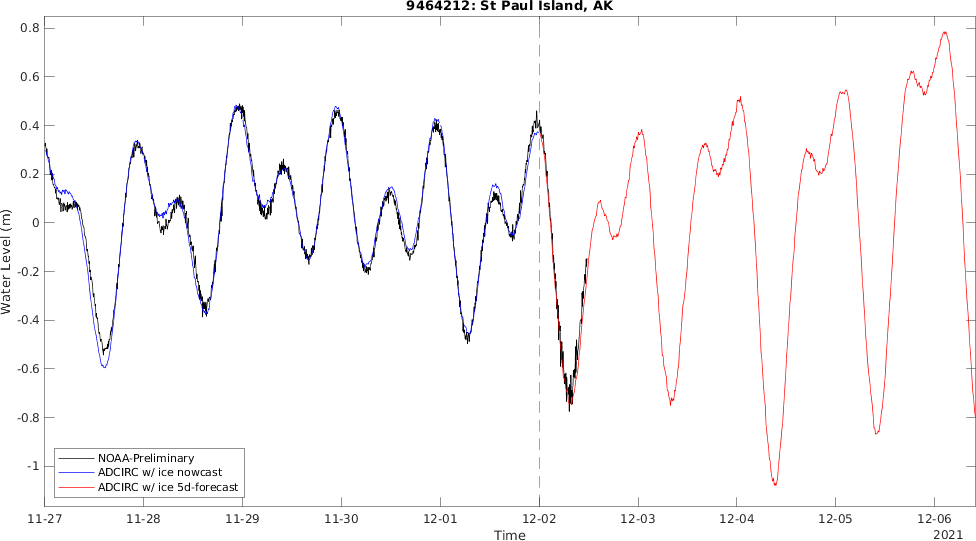 9464212: St Paul Island, AK
Water Level (m)
0.8
0.6
0.4
0.2
0
-0.2
-0.4
-0.6
-0.8
-1
NOAA-Preliminary
ADCIRC w/ ice nowcast
ADCIRC w/ ice 5d-forecast
11-27 11-28 11-29 11-30 12-01 12-02 12-03 12-04 12-05 12-06
Time
2021